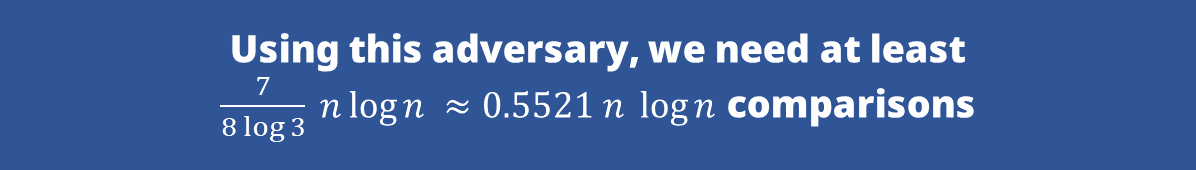 Using this adversary, we need at least
7/(8 log 3) n log n ≈ 0.5521 n log n comparisons